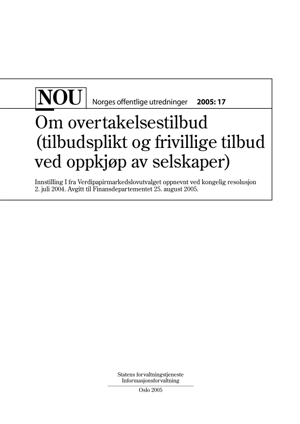 NOU Norges offentlige utredninger 2005: 17
Om overtakelsestilbud
(tilbudsplikt og frivillige tilbud
ved oppkjøp av selskaper)
Innstilling I fra Verdipapirmarkedslovutvalget oppnevnt ved kongelig resolusjon
2. juli 2004. Avgitt til Finansdepartementet 25. august 2005.
Statens forvaltningstjeneste
Informasjonsforvaltning
Oslo 2005